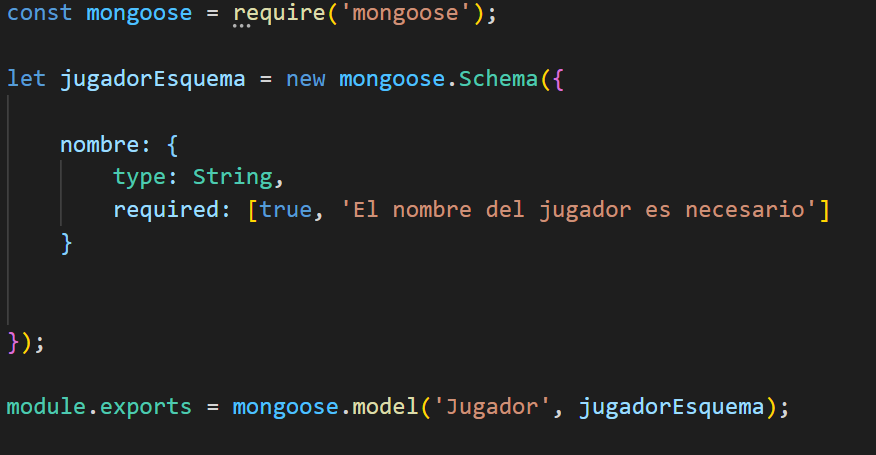 const mongoose = require('mongoose');
let jugadorEsquema = new mongoose.Schema({
nombre: {
type: String,
required: [true, 'El nombre del jugador es necesario']
}
});
module.exports = mongoose.model('Jugador', jugadorEsquema);